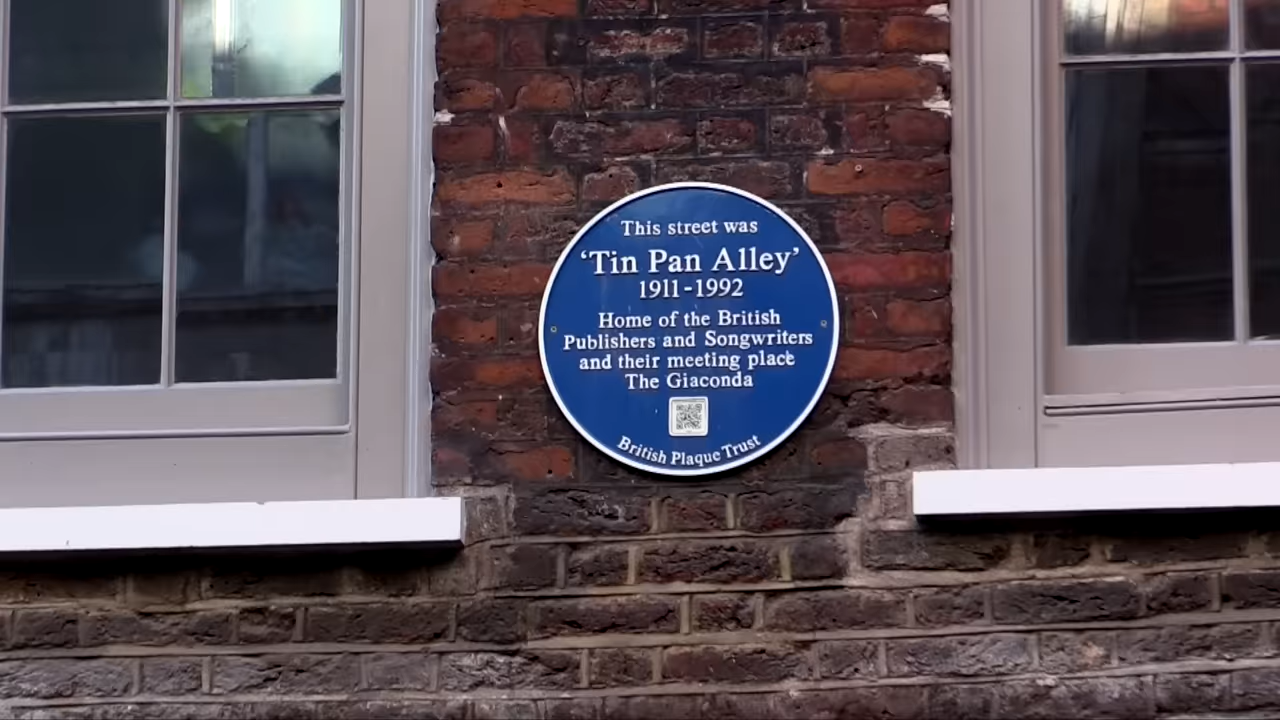 This street was
‘Tin Pan Alley’
1911-1992
Home of the British
Publishers and Songwriters
and their meeting place
The Giaconda
British Plaque Trust